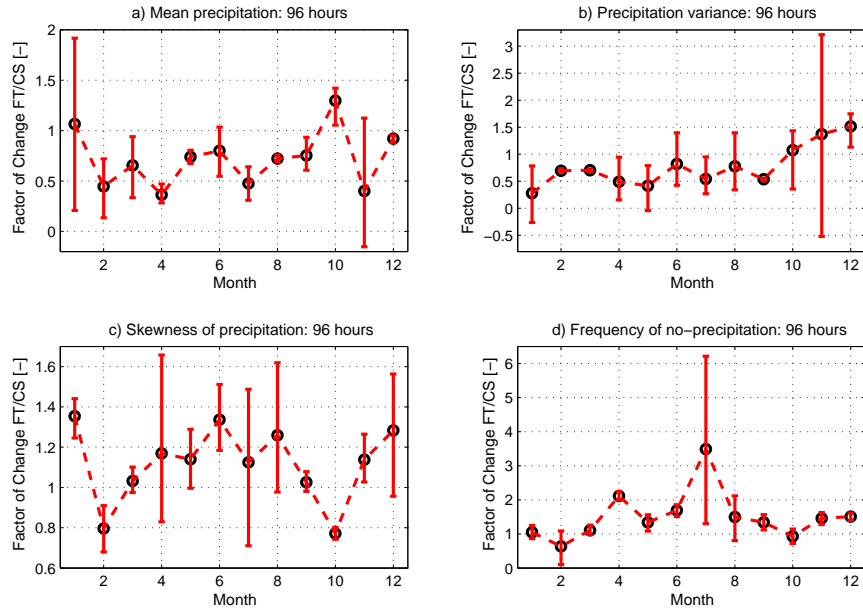 a) Mean precipitation: 96 hours
Factor of Change FT/CS [−]
2
1.5
1
0.5
0
2 4 6 8 10 12
Month
b) Precipitation variance: 96 hours
Factor of Change FT/CS [−]
3
2.5
2
1.5
1
0.5
0
−0.5
2 4 6 8 10 12
Month
c) Skewness of precipitation: 96 hours
Factor of Change FT/CS [−]
1.6
1.4
1.2
1
0.8
0.6
2 4 6 8 10 12
Month
d) Frequency of no−precipitation: 96 hours
Factor of Change FT/CS [−]
6
5
4
3
2
1
0
2 4 6 8 10 12
Month